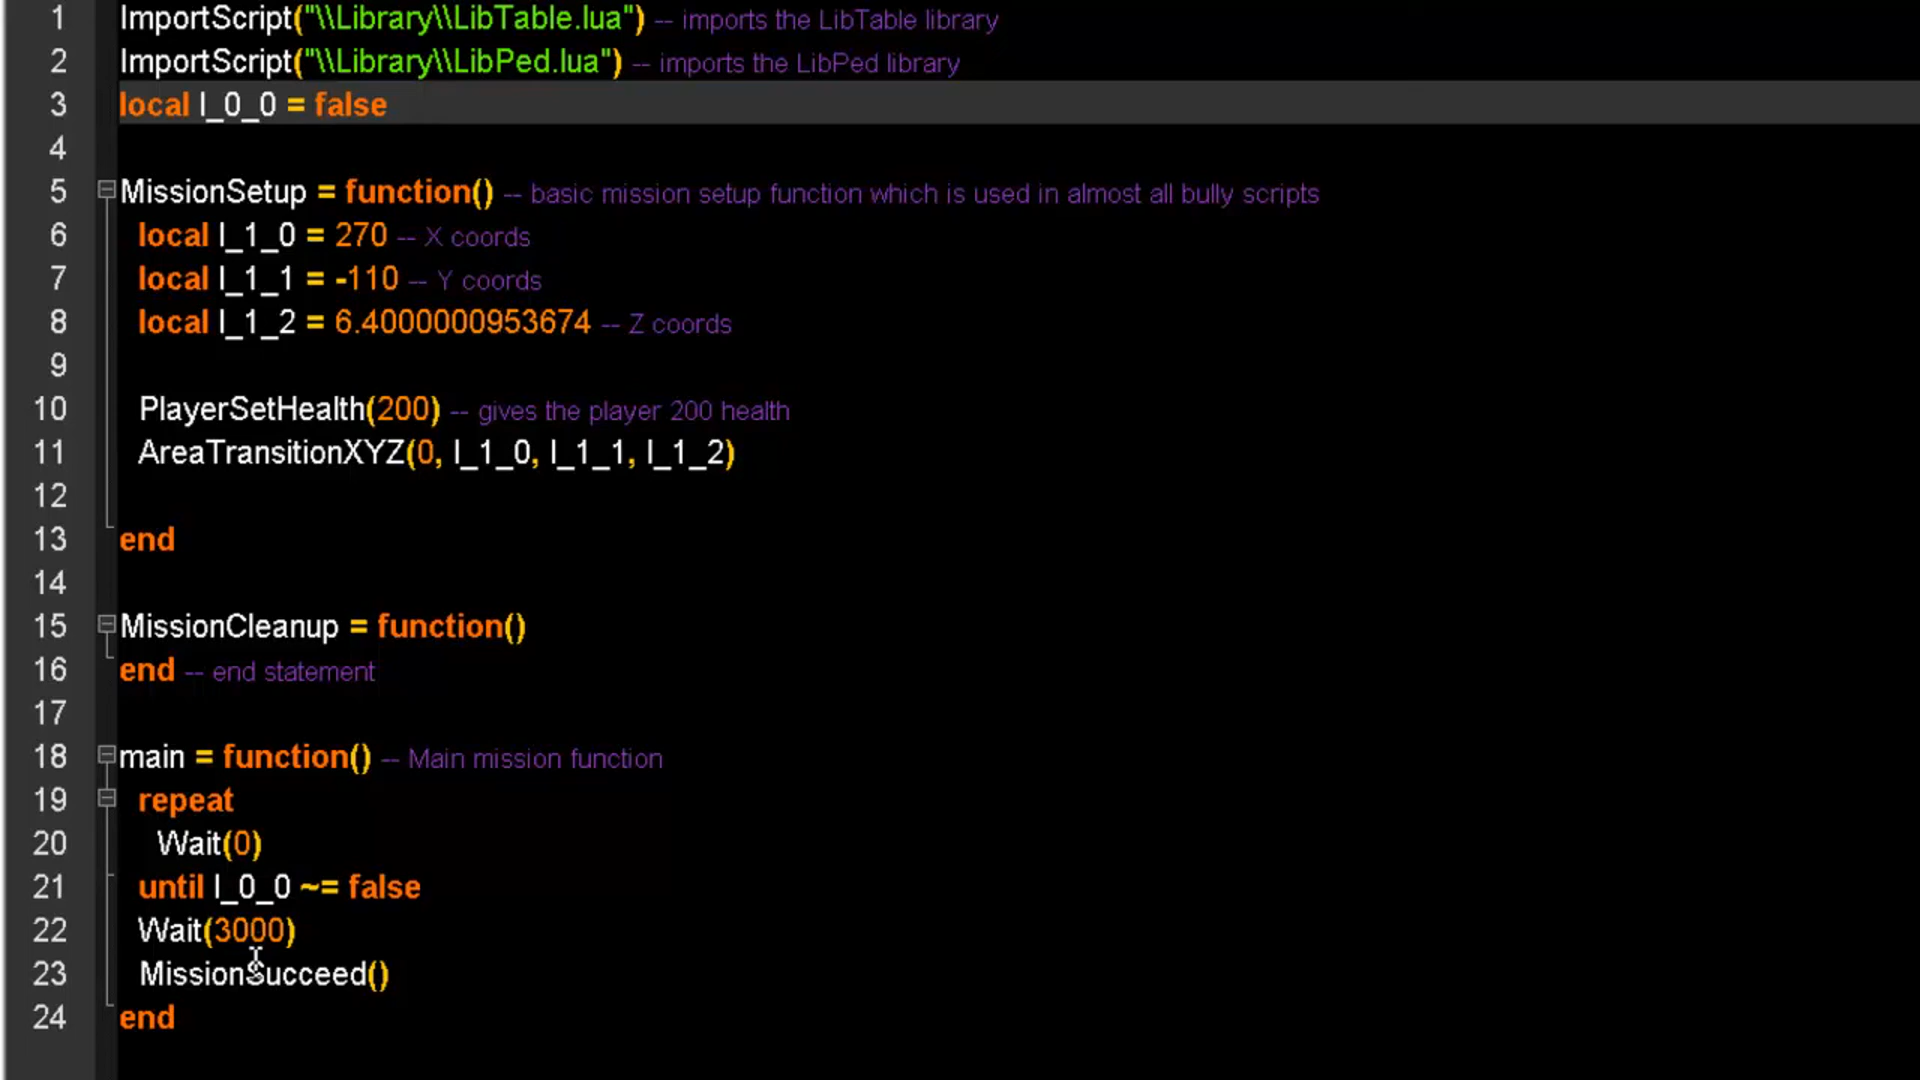 1 ImportScript("\\Library\\LibTable.lua") -- imports the LibTable library
2 ImportScript("\\Library\\LibPed.lua") -- imports the LibPed library
3 local l_0_0 = false
4
5 MissionSetup = function() -- basic mission setup function which is used in almost all bully scripts
6 local l_1_0 = 270 -- X coords
7 local l_1_1 = -110 -- Y coords
8 local l_1_2 = 6.4000000953674 -- Z coords
9
10 PlayerSetHealth(200) -- gives the player 200 health
11 AreaTransitionXYZ(0, l_1_0, l_1_1, l_1_2)
12
13 end
14
15 MissionCleanup = function()
16 end -- end statement
17
18 main = function() -- Main mission function
19 repeat
20 Wait(0)
21 until l_0_0 ~= false
22 Wait(3000)
23 MissionSucceed()
24 end